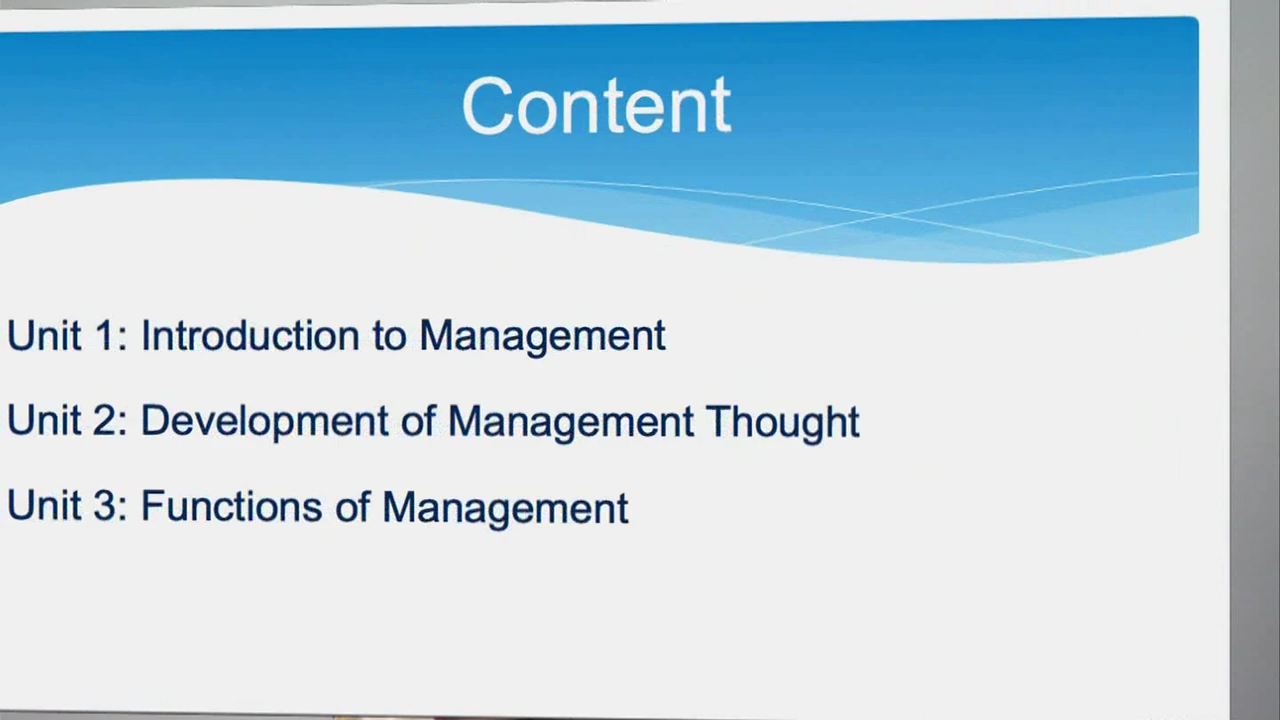 Content
Unit 1: Introduction to Management
Unit 2: Development of Management Thought
Unit 3: Functions of Management